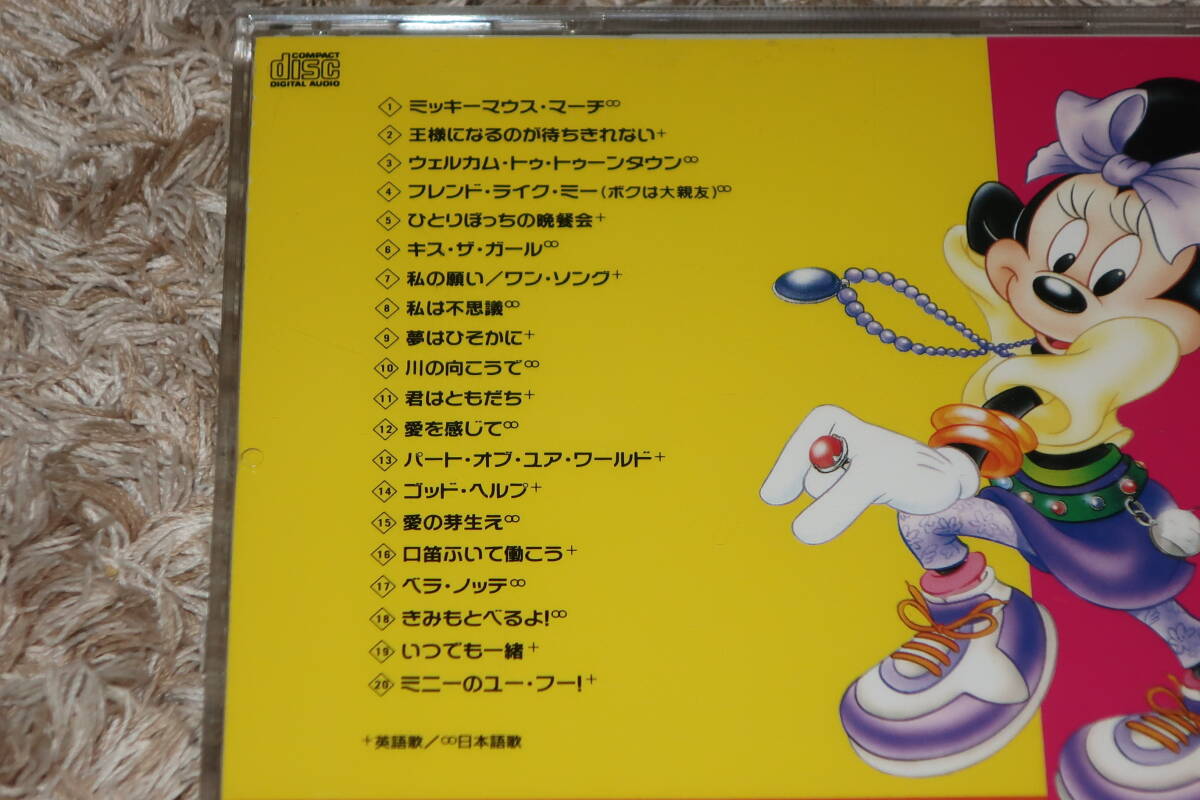 COMPACT
disc
DIGITAL AUDIO
1 ミッキーマウス・マーチ∞
2 王様になるのが待ちきれない+
3 ウェルカム・トゥ・トゥーンタウン∞
4 フレンド・ライク・ミー(ボクは大親友)∞
5 ひとりぼっちの晩餐会+
6 キス・ザ・ガール∞
7 私の願い/ワン・ソング+
8 私は不思議∞
9 夢はひそかに+
10 川の向こうで∞
11 君はともだち+
12 愛を感じて∞
13 パート・オブ・ユア・ワールド+
14 ゴッド・ヘルプ+
15 愛の芽生え∞
16 口笛ふいて働こう+
17 ベラ・ノッテ∞
18 きみもとべるよ!∞
19 いつでも一緒+
20 ミニーのユー・フー!+
+英語歌/∞日本語歌